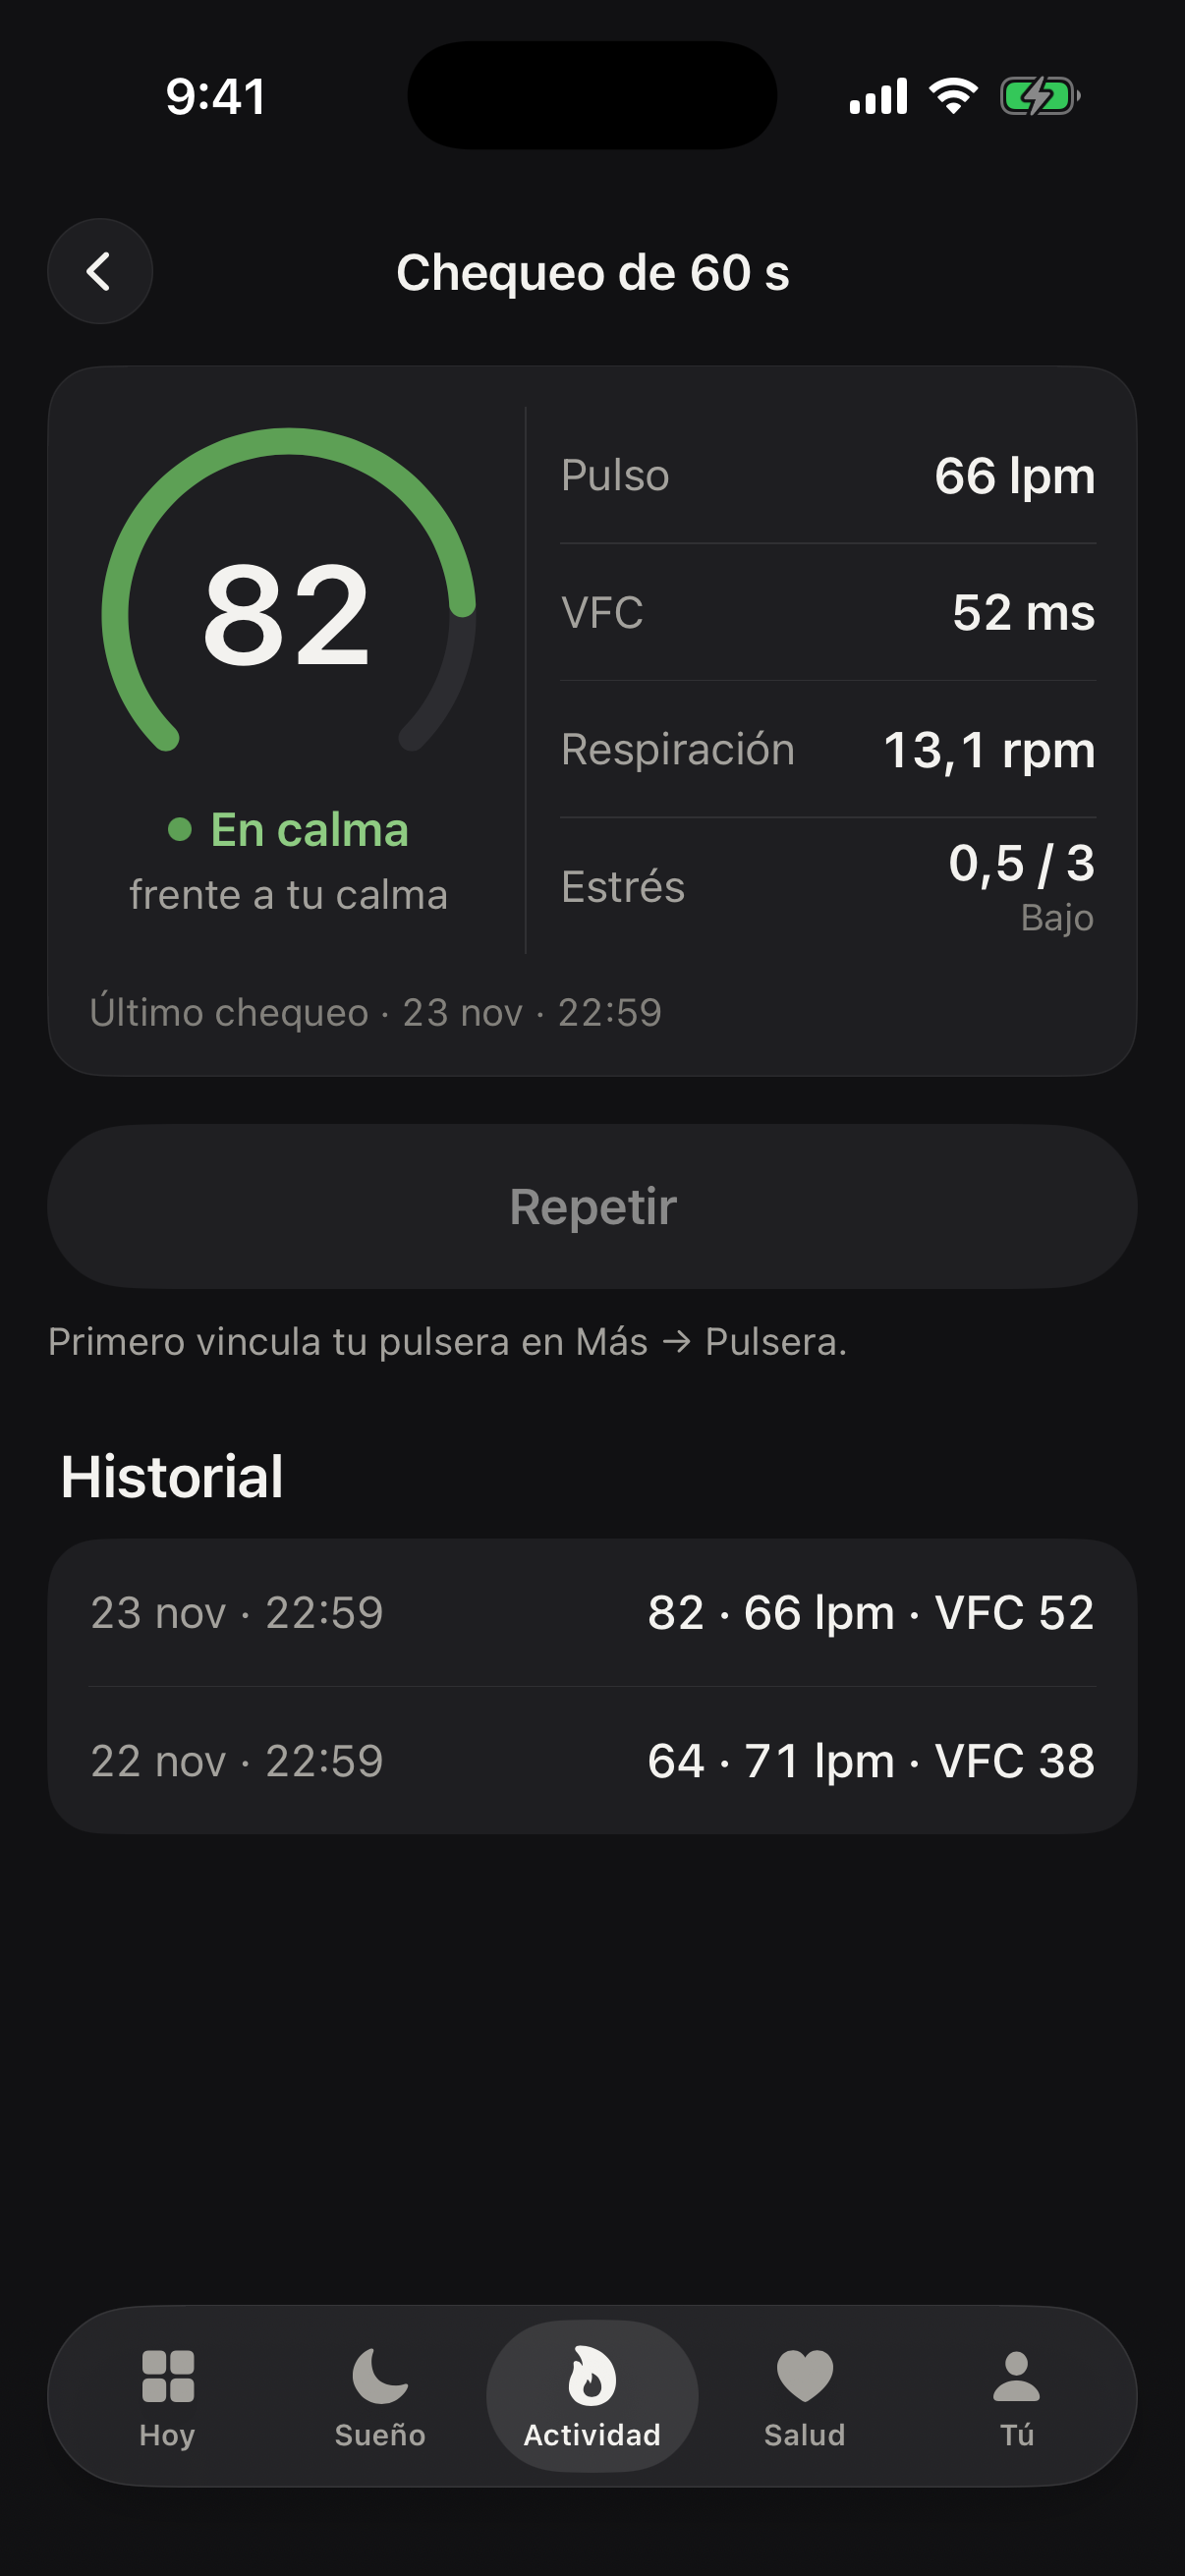 9:41
Chequeo de 60 s
82
En calma
frente a tu calma
Pulso 66 lpm
VFC 52 ms
Respiración 13,1 rpm
Estrés 0,5 / 3
Bajo
Último chequeo · 23 nov · 22:59
Repetir
Primero vincula tu pulsera en Más → Pulsera.
Historial
23 nov · 22:59 82 · 66 lpm · VFC 52
22 nov · 22:59 64 · 71 lpm · VFC 38
Hoy Sueño Actividad Salud Tú